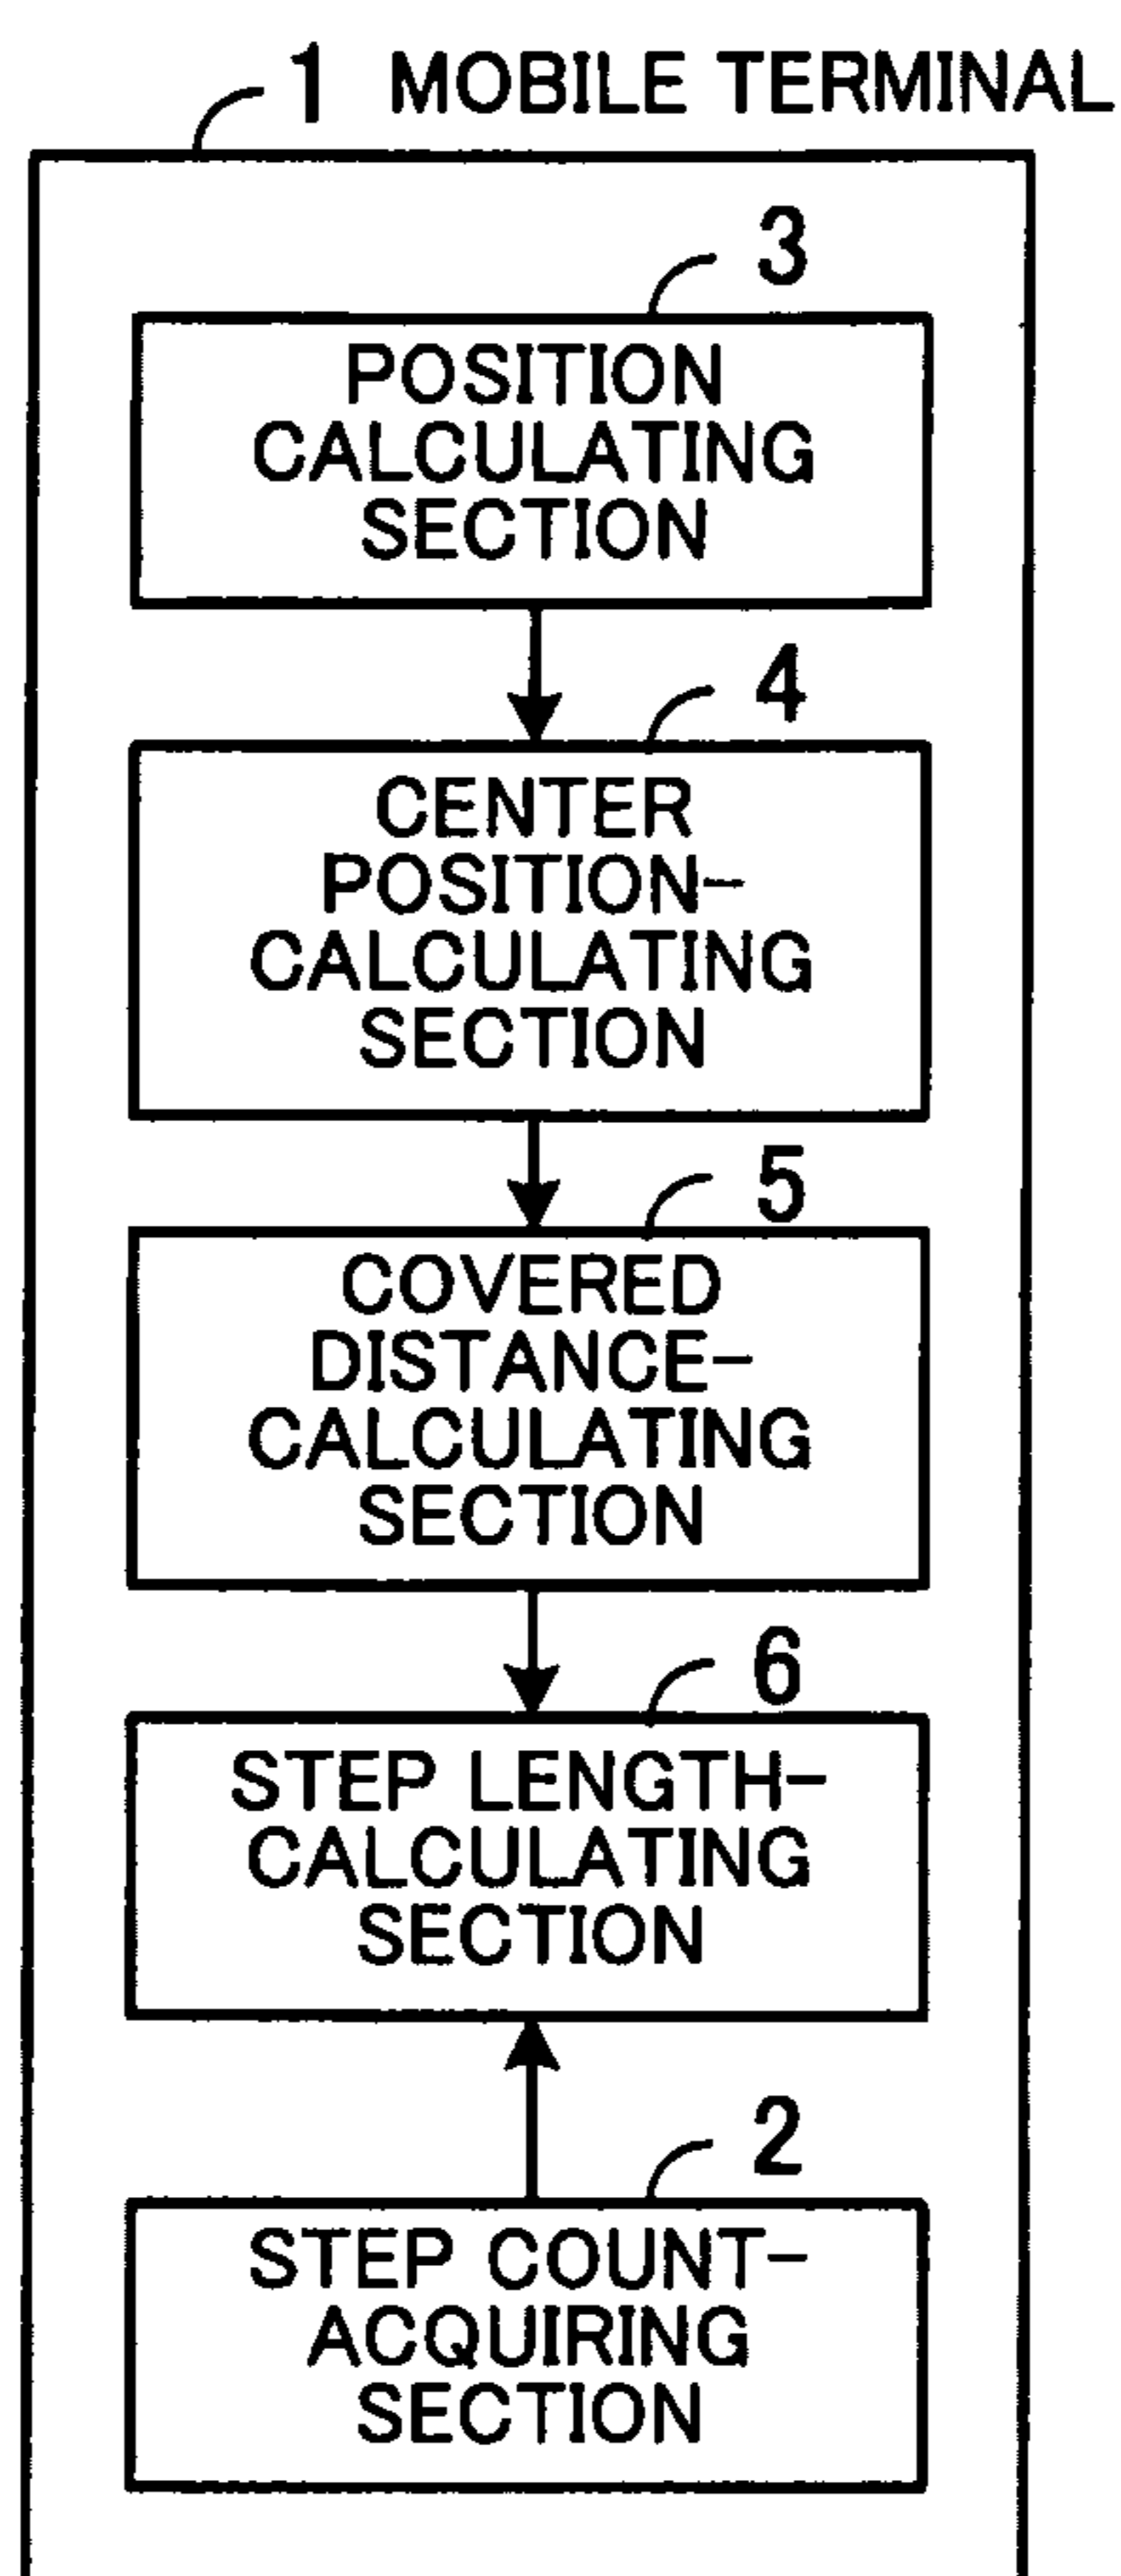 1 MOBILE TERMINAL
3
POSITION
CALCULATING
SECTION
4
CENTER
POSITION-
CALCULATING
SECTION
5
COVERED
DISTANCE-
CALCULATING
SECTION
6
STEP LENGTH-
CALCULATING
SECTION
2
STEP COUNT-
ACQUIRING
SECTION